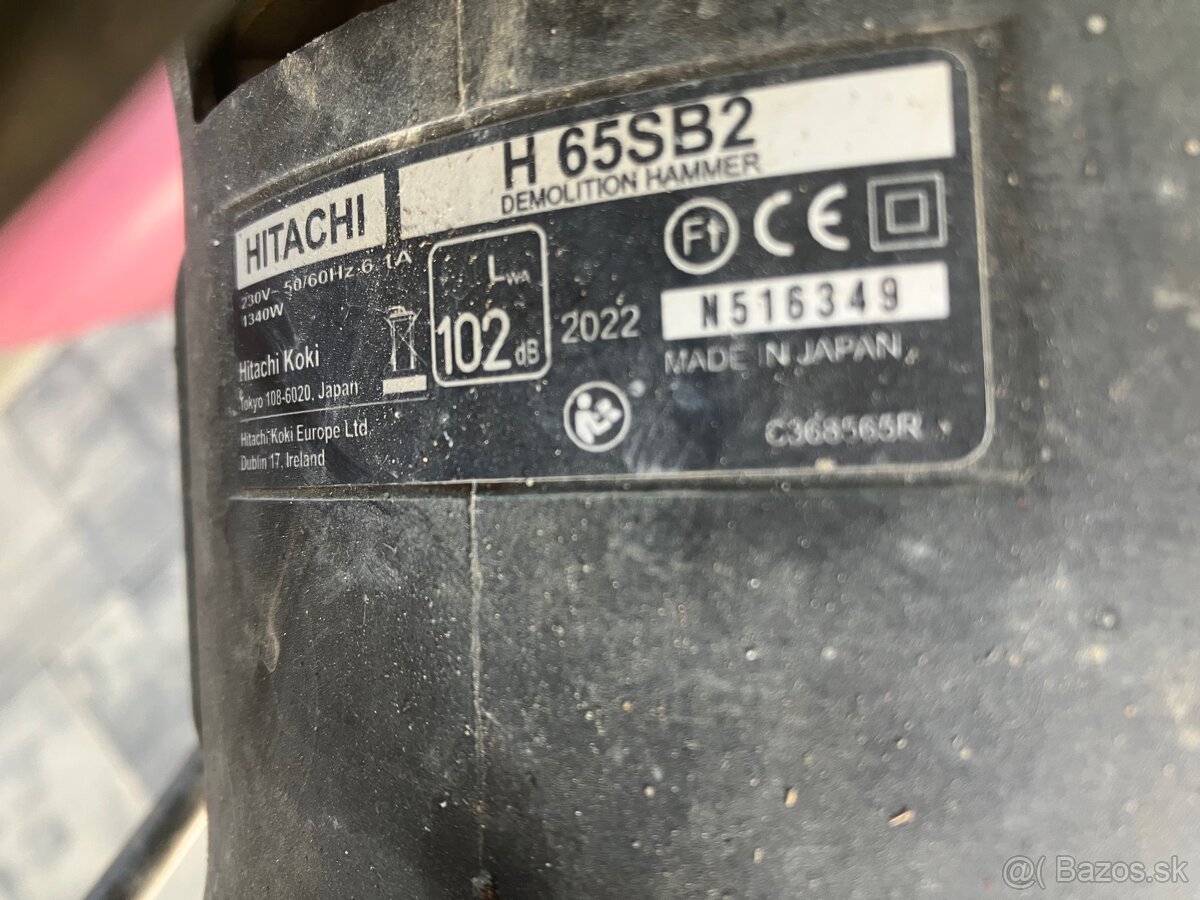 H 65SB2
DEMOLITION HAMMER
HITACHI
230V~ 50/60Hz 6.1A
1340W
LWA
102 dB
2022
N516349
MADE IN JAPAN
Hitachi Koki
Tokyo 108-6020, Japan
Hitachi Koki Europe Ltd.
Dublin 17, Ireland
C368565R
CE
@( Bazos.sk